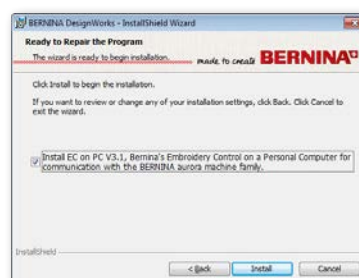 BERNINA DesignWorks - InstallShield Wizard
Ready to Repair the Program
The wizard is ready to begin installation.
made to create BERNINA
Click Install to begin the installation.
If you want to review or change any of your installation settings, click Back. Click Cancel to
exit the wizard.
Install EC on PC V3.1, Bernina's Embroidery Control on a Personal Computer for
communication with the BERNINA aurora machine family.
InstallShield
< Back
Install
Cancel